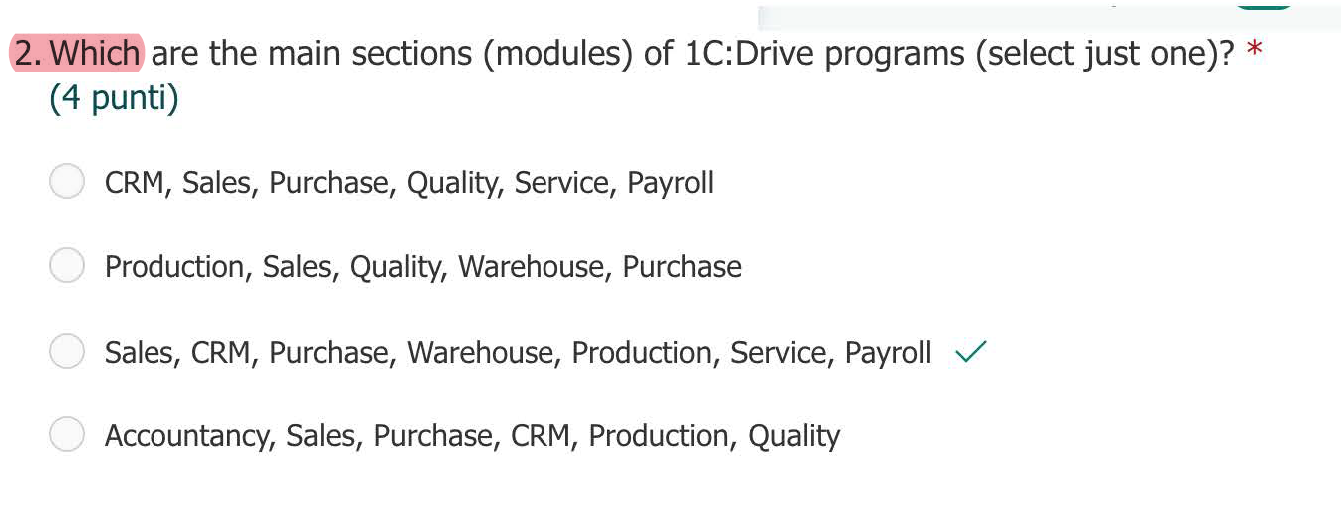 2. Which are the main sections (modules) of 1C:Drive programs (select just one)? *
(4 punti)
CRM, Sales, Purchase, Quality, Service, Payroll
Production, Sales, Quality, Warehouse, Purchase
Sales, CRM, Purchase, Warehouse, Production, Service, Payroll
Accountancy, Sales, Purchase, CRM, Production, Quality